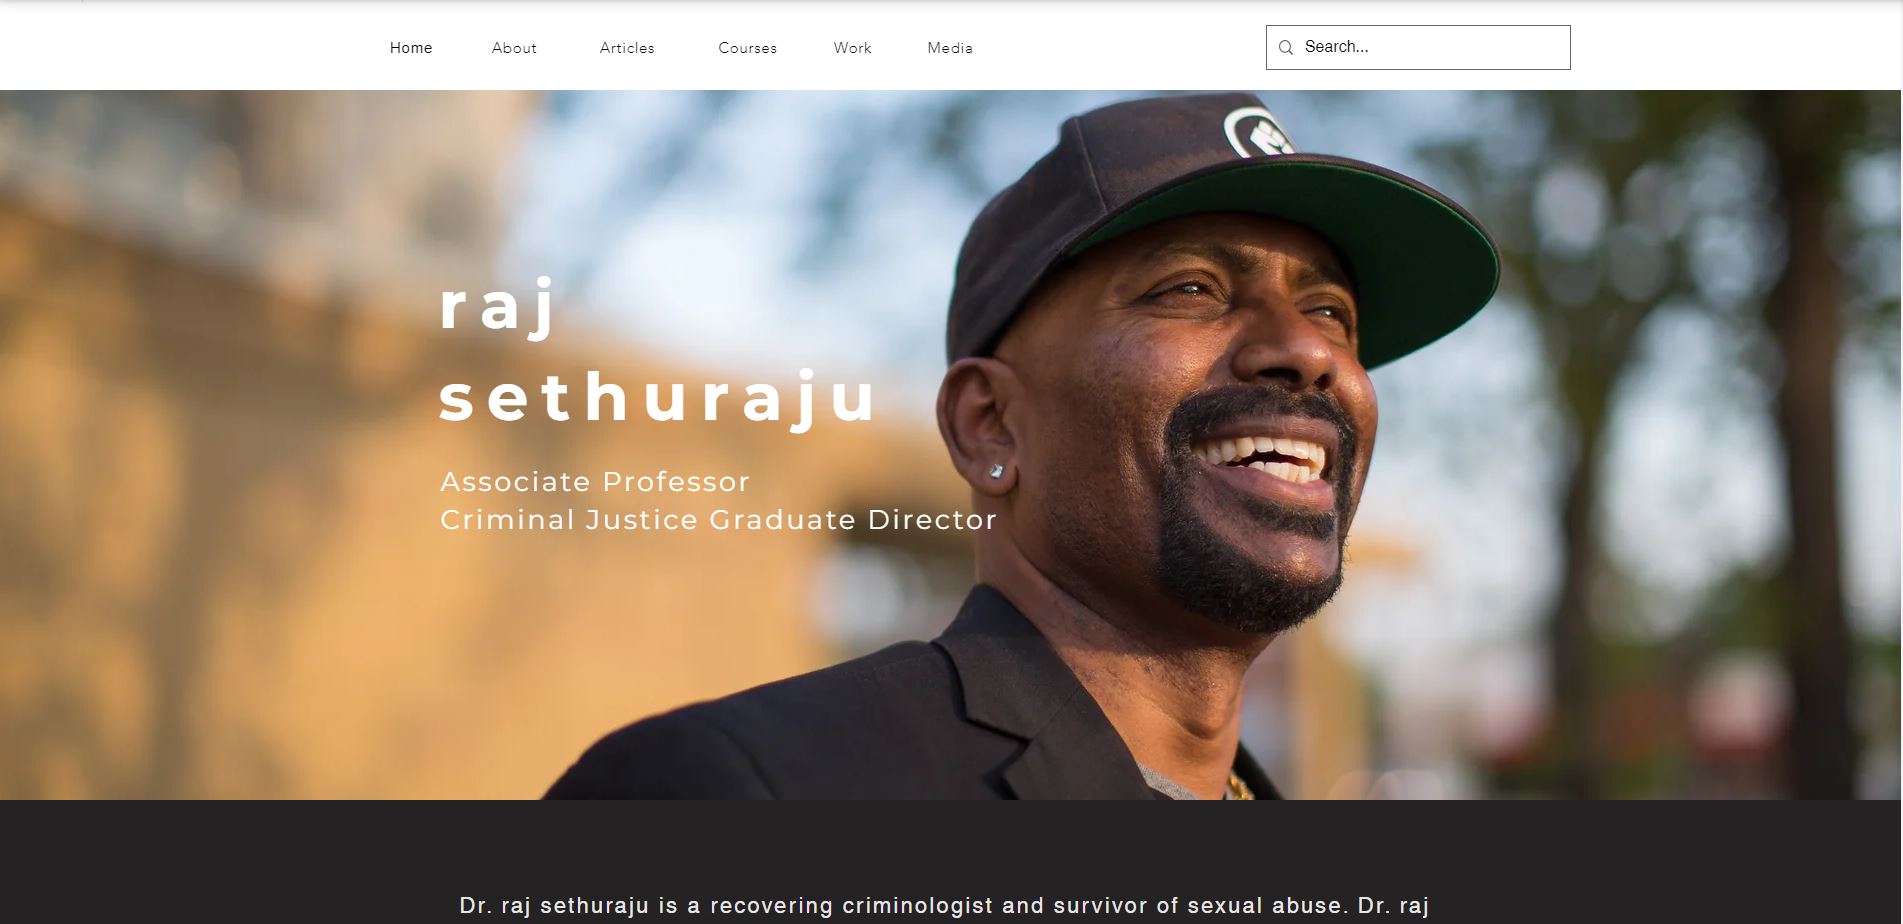 Home About Articles Courses Work Media Search...
raj
sethuraju
Associate Professor
Criminal Justice Graduate Director
Dr. raj sethuraju is a recovering criminologist and survivor of sexual abuse. Dr. raj